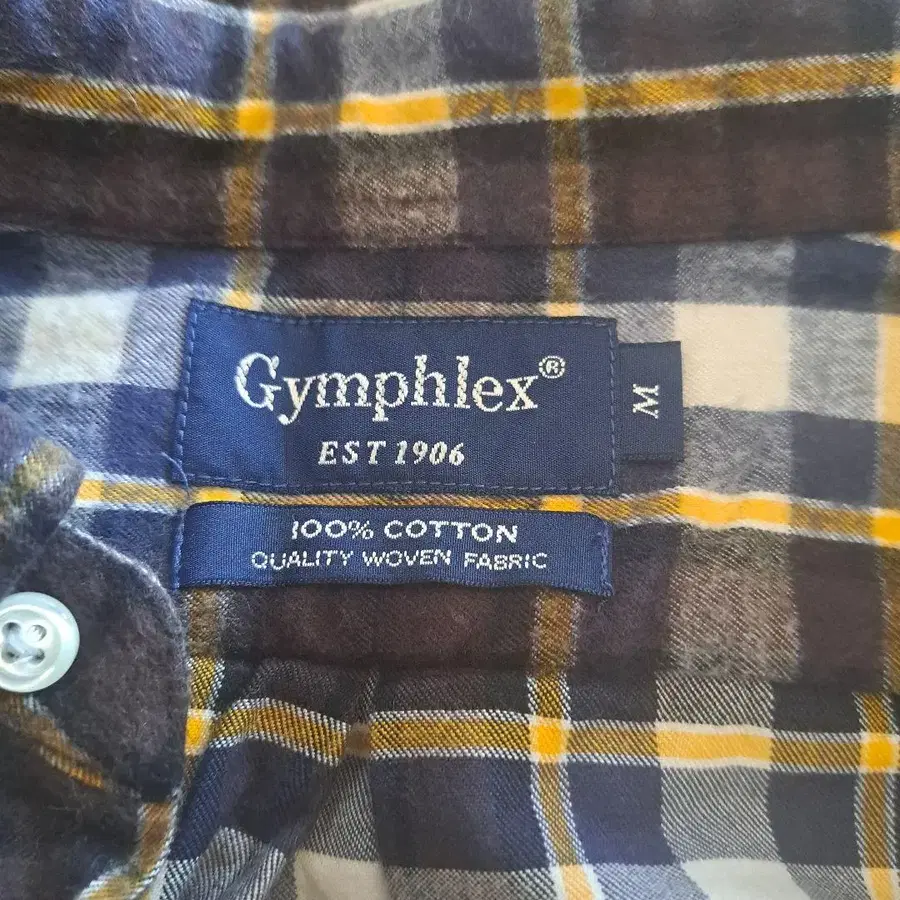 Gymphlex®
EST 1906
M
100% COTTON
QUALITY WOVEN FABRIC